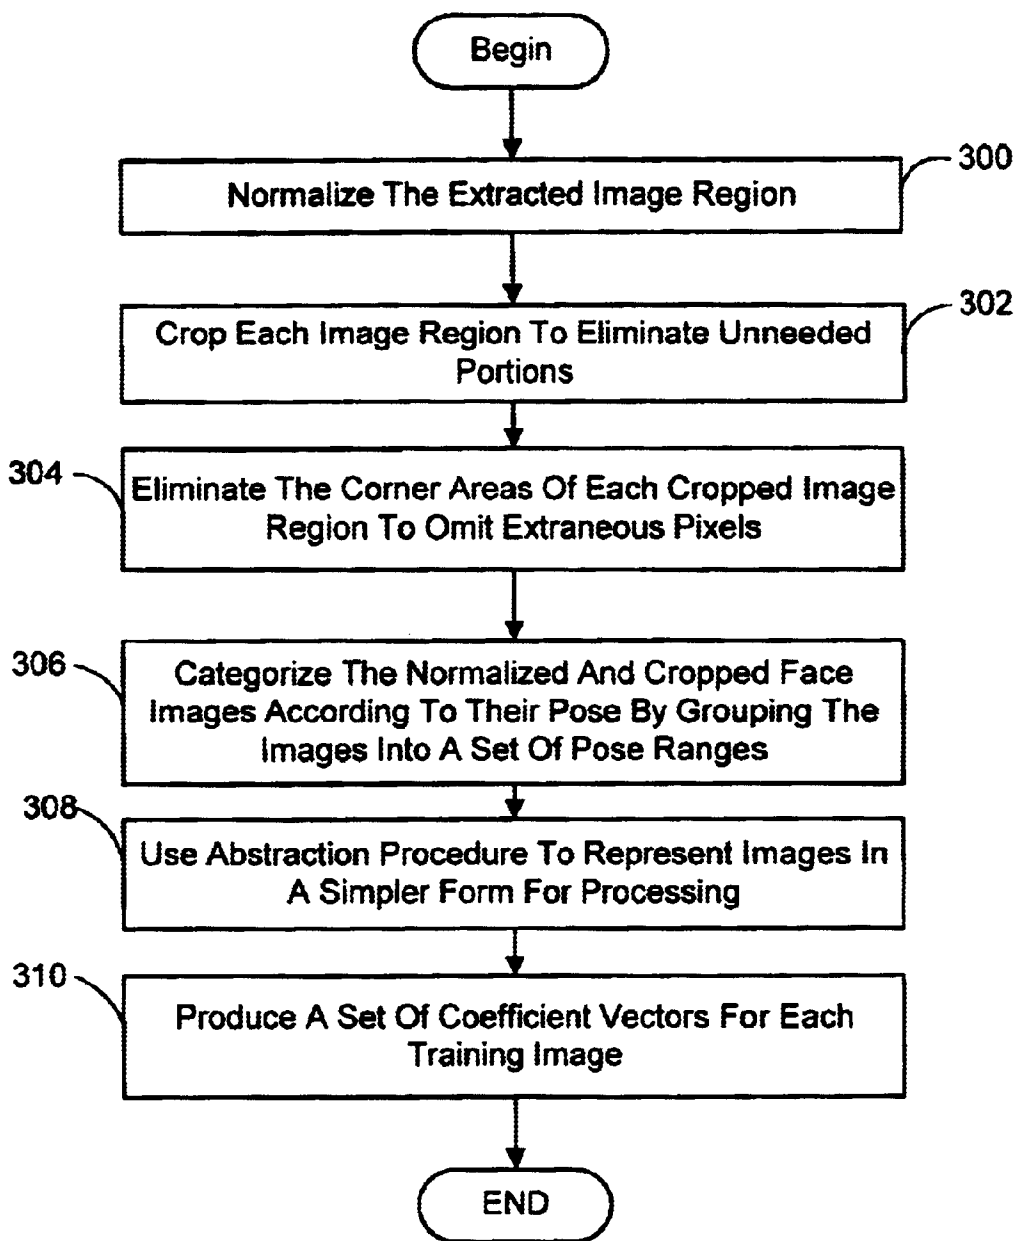 Begin
300
Normalize The Extracted Image Region
302
Crop Each Image Region To Eliminate Unneeded
Portions
304
Eliminate The Corner Areas Of Each Cropped Image
Region To Omit Extraneous Pixels
306
Categorize The Normalized And Cropped Face
Images According To Their Pose By Grouping The
Images Into A Set Of Pose Ranges
308
Use Abstraction Procedure To Represent Images In
A Simpler Form For Processing
310
Produce A Set Of Coefficient Vectors For Each
Training Image
END